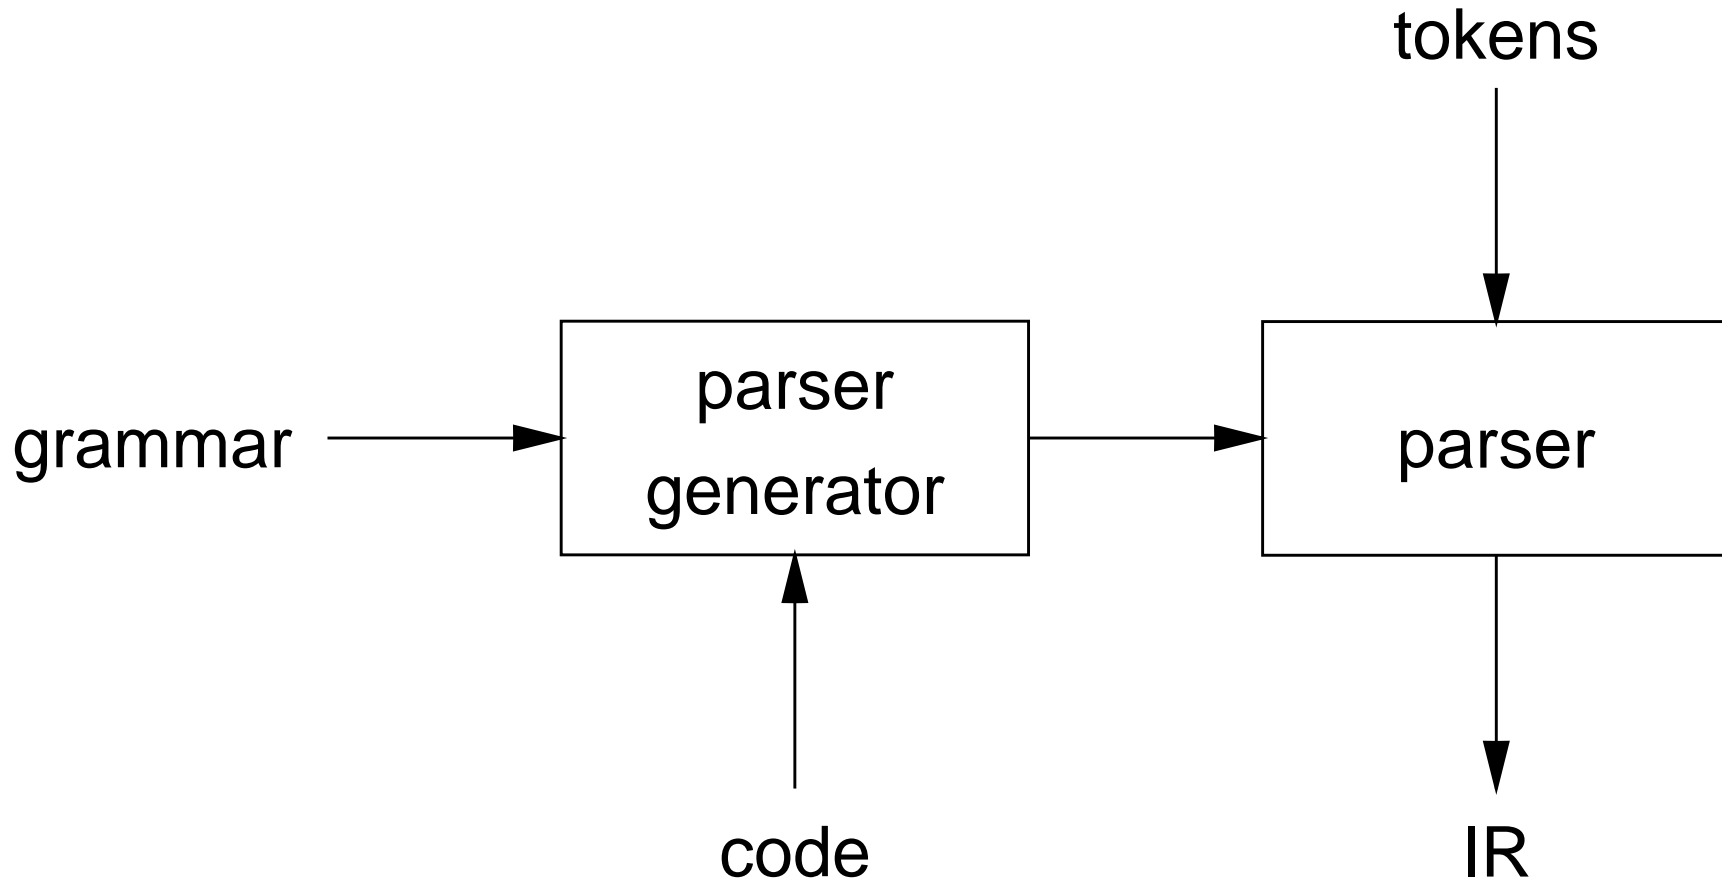 tokens
parser
generator
grammar
parser
code
IR